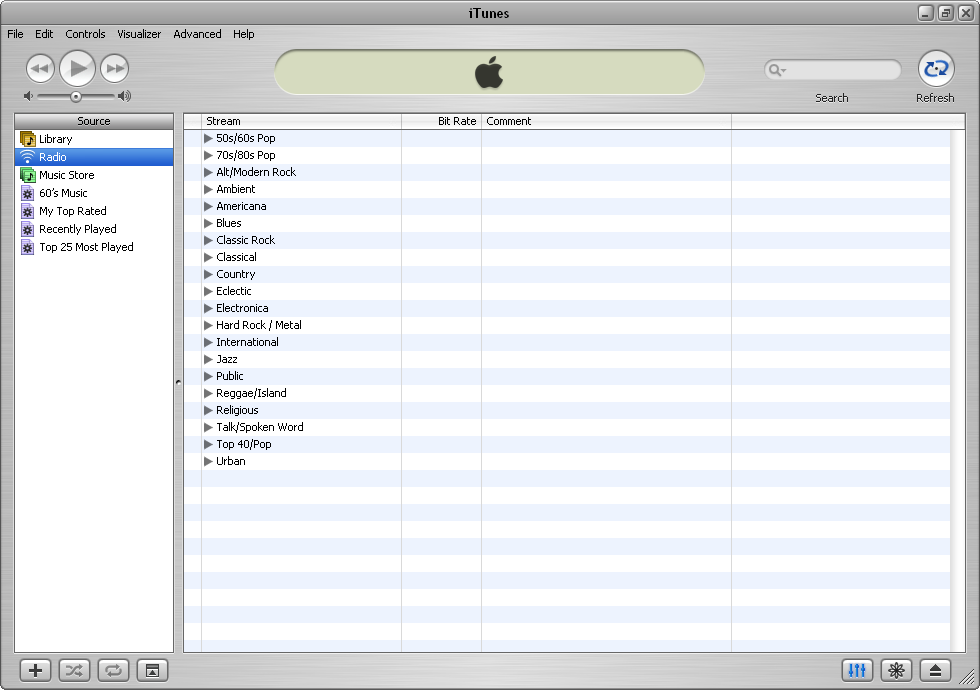 iTunes
File Edit Controls Visualizer Advanced Help
Search
Refresh
Source
Library
Radio
Music Store
60's Music
My Top Rated
Recently Played
Top 25 Most Played
Stream Bit Rate Comment
50s/60s Pop
70s/80s Pop
Alt/Modern Rock
Ambient
Americana
Blues
Classic Rock
Classical
Country
Eclectic
Electronica
Hard Rock / Metal
International
Jazz
Public
Reggae/Island
Religious
Talk/Spoken Word
Top 40/Pop
Urban